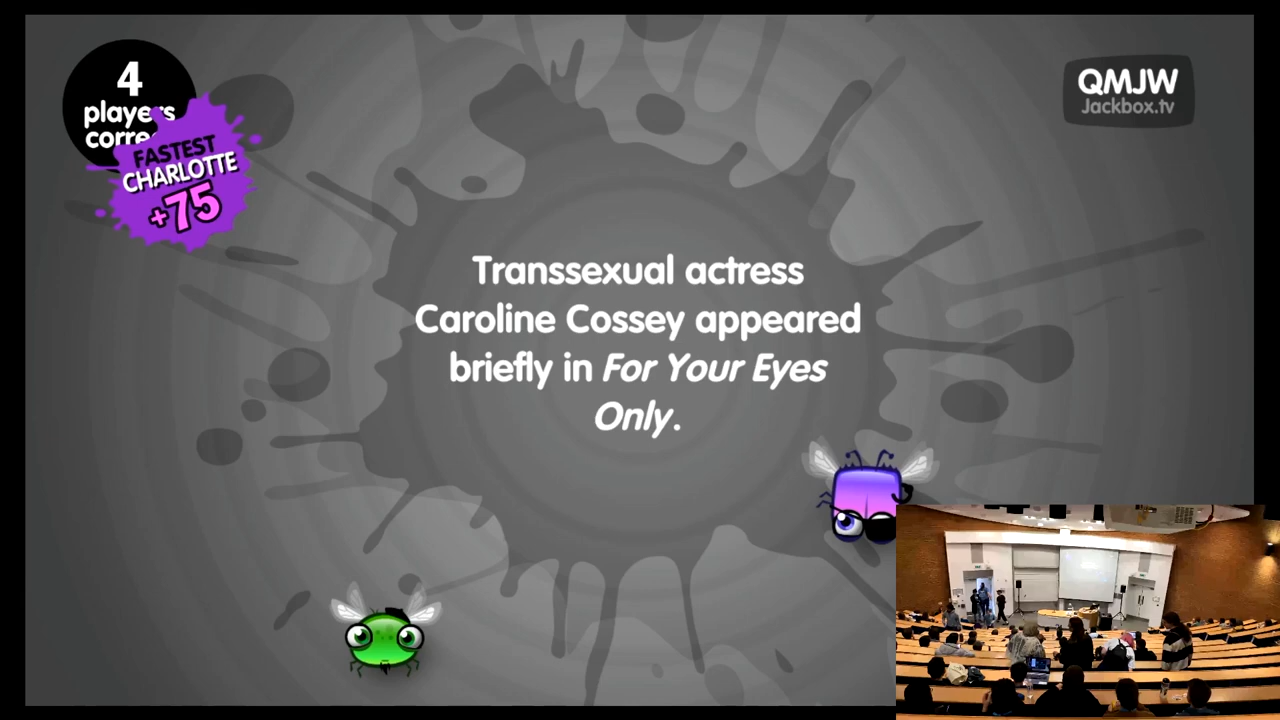 4
players
corre
FASTEST
CHARLOTTE
+75
QMJW
Jackbox.tv
Transsexual actress
Caroline Cossey appeared
briefly in For Your Eyes
Only.